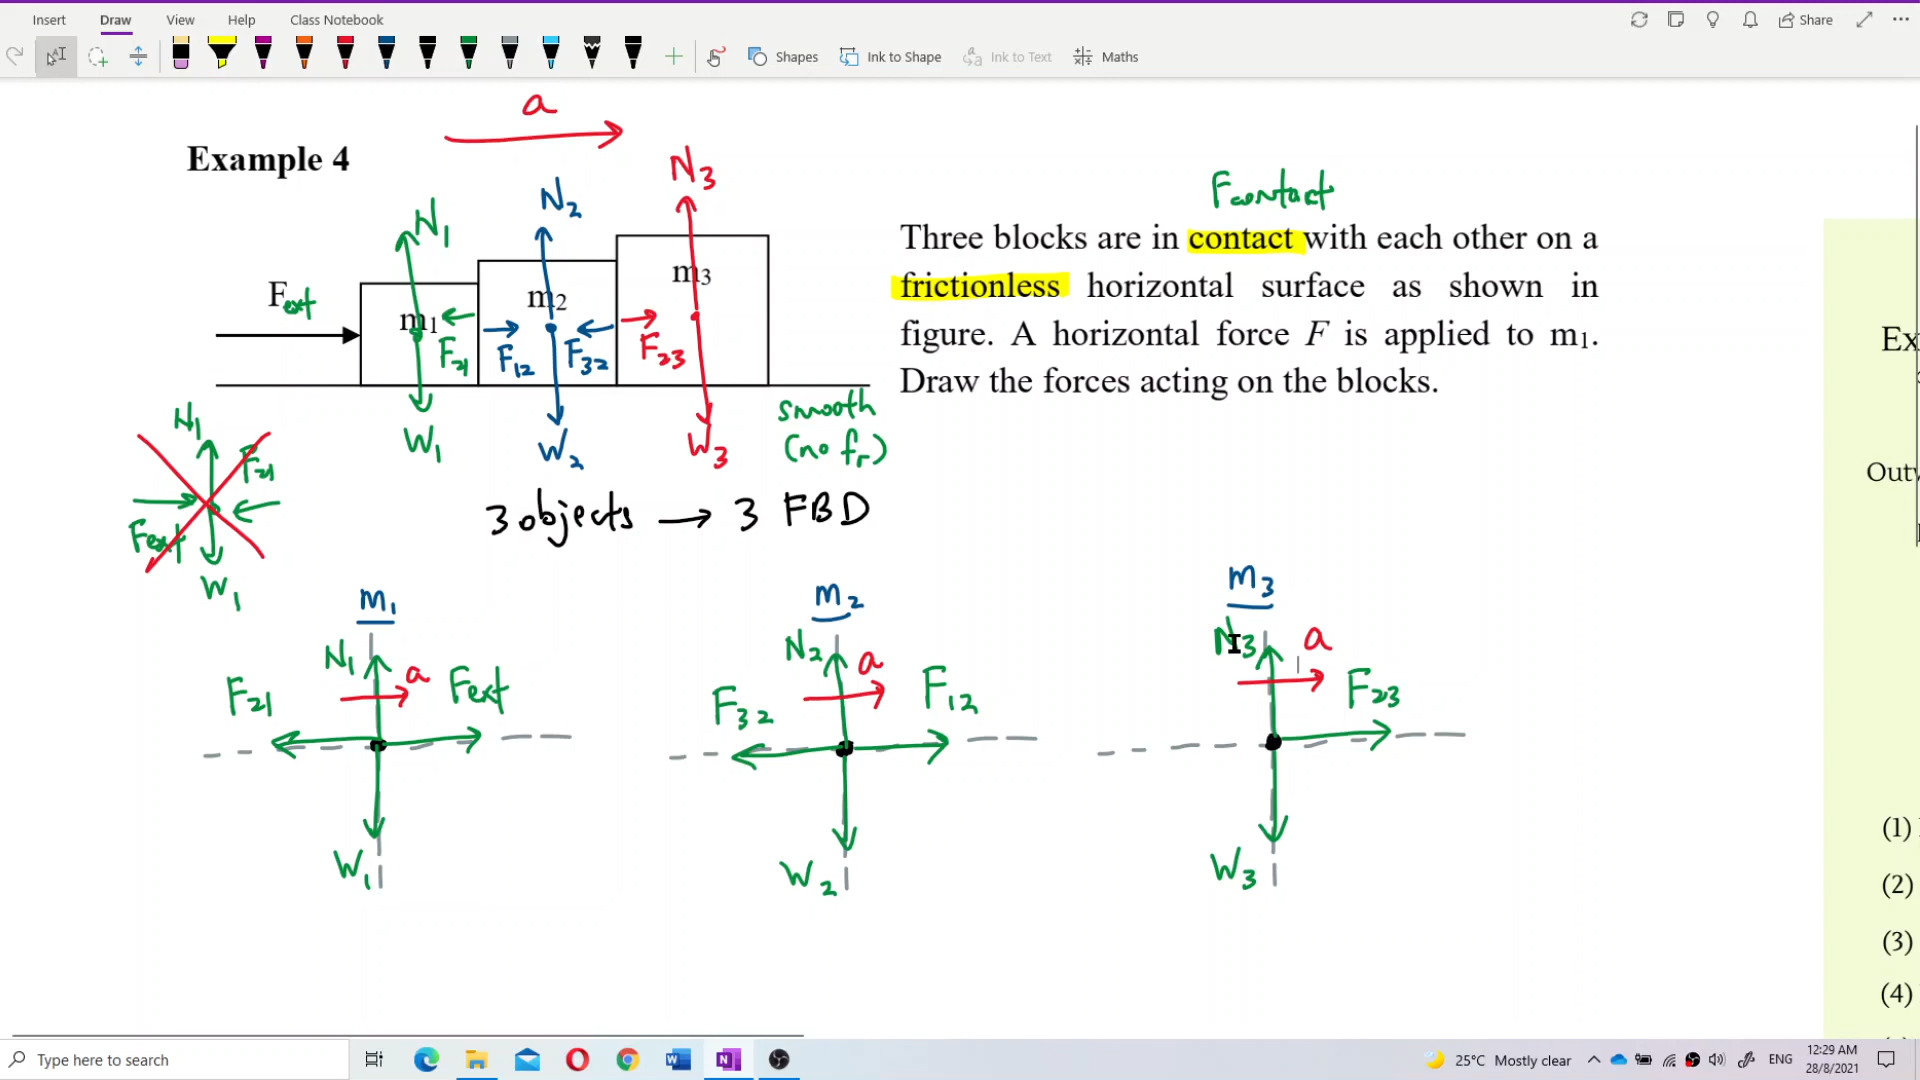 Insert Draw View Help Class Notebook Share
Shapes Ink to Shape Ink to Text Maths
a
Example 4
N3
N2
N1
Fcontact
Three blocks are in contact with each other on a
frictionless horizontal surface as shown in
figure. A horizontal force F is applied to m1.
Draw the forces acting on the blocks.
Fext
m1
m2
m3
F21
F12
F32
F23
W1
W2
W3
smooth
(no fr)
N1
F21
Fext
W1
3 objects → 3 FBD
m1
N1
a
F21
Fext
W1
m2
N2
a
F32
F12
W2
m3
N3
a
F23
W3
Ex
Out
(1)
(2)
(3)
(4)
Type here to search
25°C Mostly clear
ENG
12:29 AM
28/8/2021